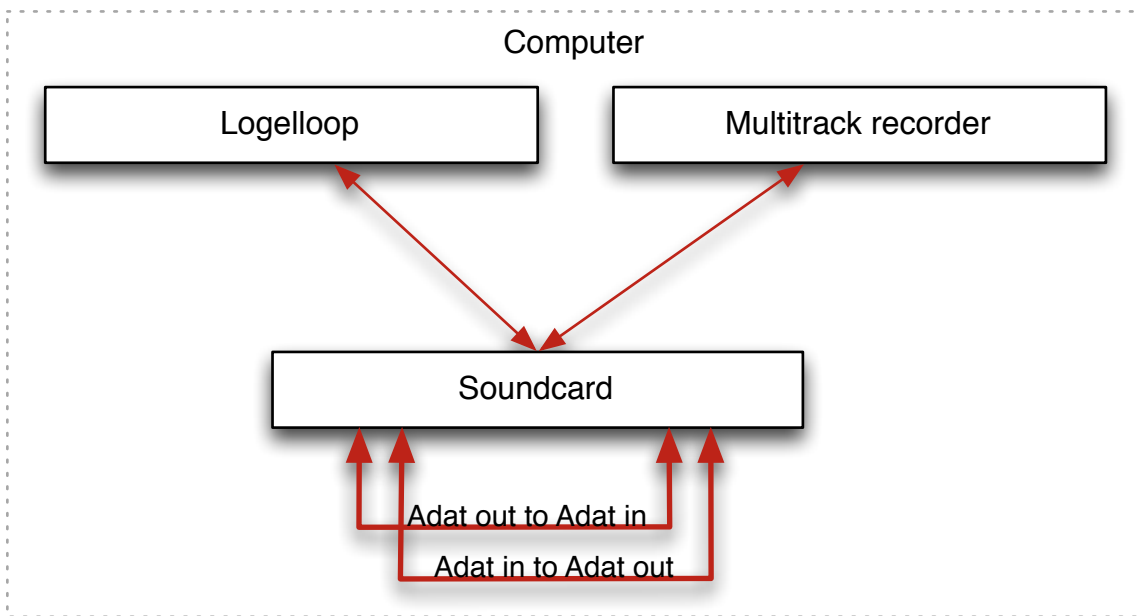 Computer
Logelloop
Multitrack recorder
Soundcard
Adat out to Adat in
Adat in to Adat out